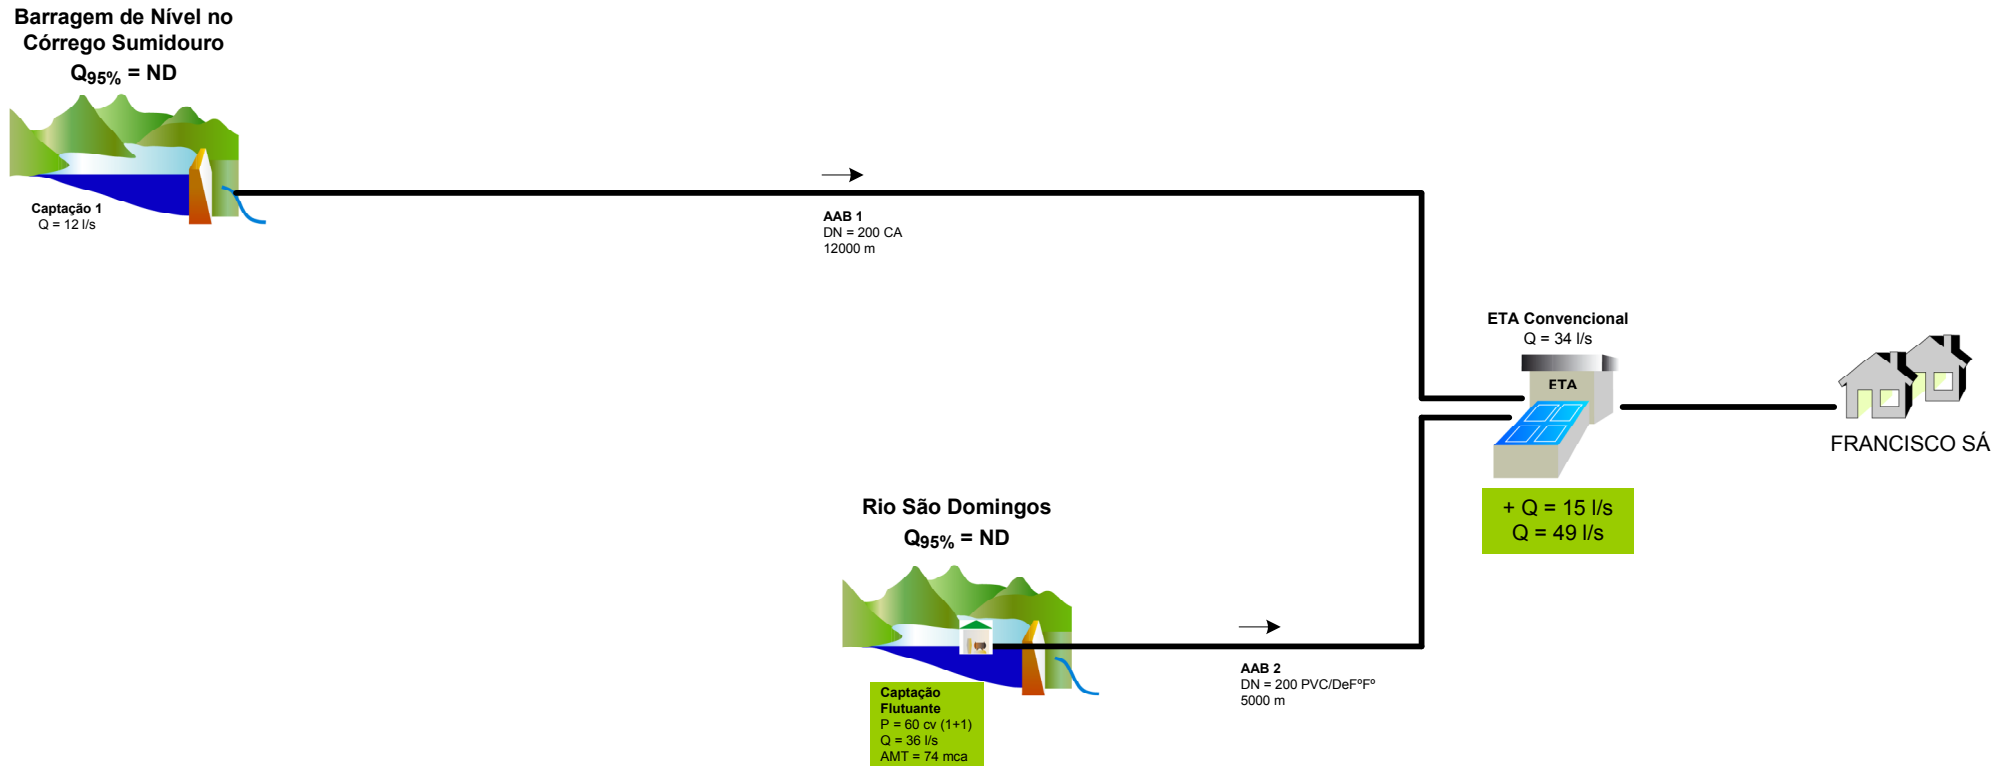 Barragem de Nível no
Córrego Sumidouro
Q95% = ND
Captação 1
Q = 12 l/s
AAB 1
DN = 200 CA
12000 m
ETA Convencional
Q = 34 l/s
ETA
FRANCISCO SÁ
+ Q = 15 l/s
Q = 49 l/s
Rio São Domingos
Q95% = ND
Captação
Flutuante
P = 60 cv (1+1)
Q = 36 l/s
AMT = 74 mca
AAB 2
DN = 200 PVC/DeFºFº
5000 m